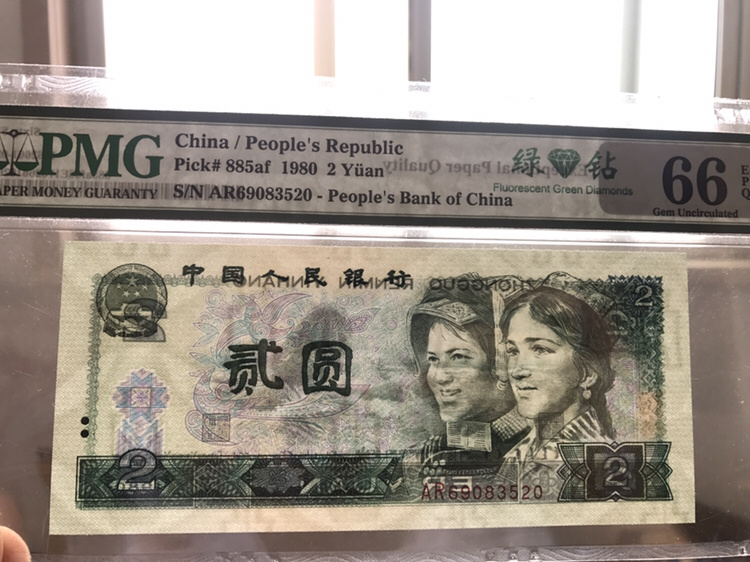 PMG
PAPER MONEY GUARANTY
China / People's Republic
Pick# 885af 1980 2 Yüan
S/N AR69083520 - People's Bank of China
绿钻
Fluorescent Green Diamonds
66
Gem Uncirculated
中国人民银行
贰圆
2
2
2
AR69083520